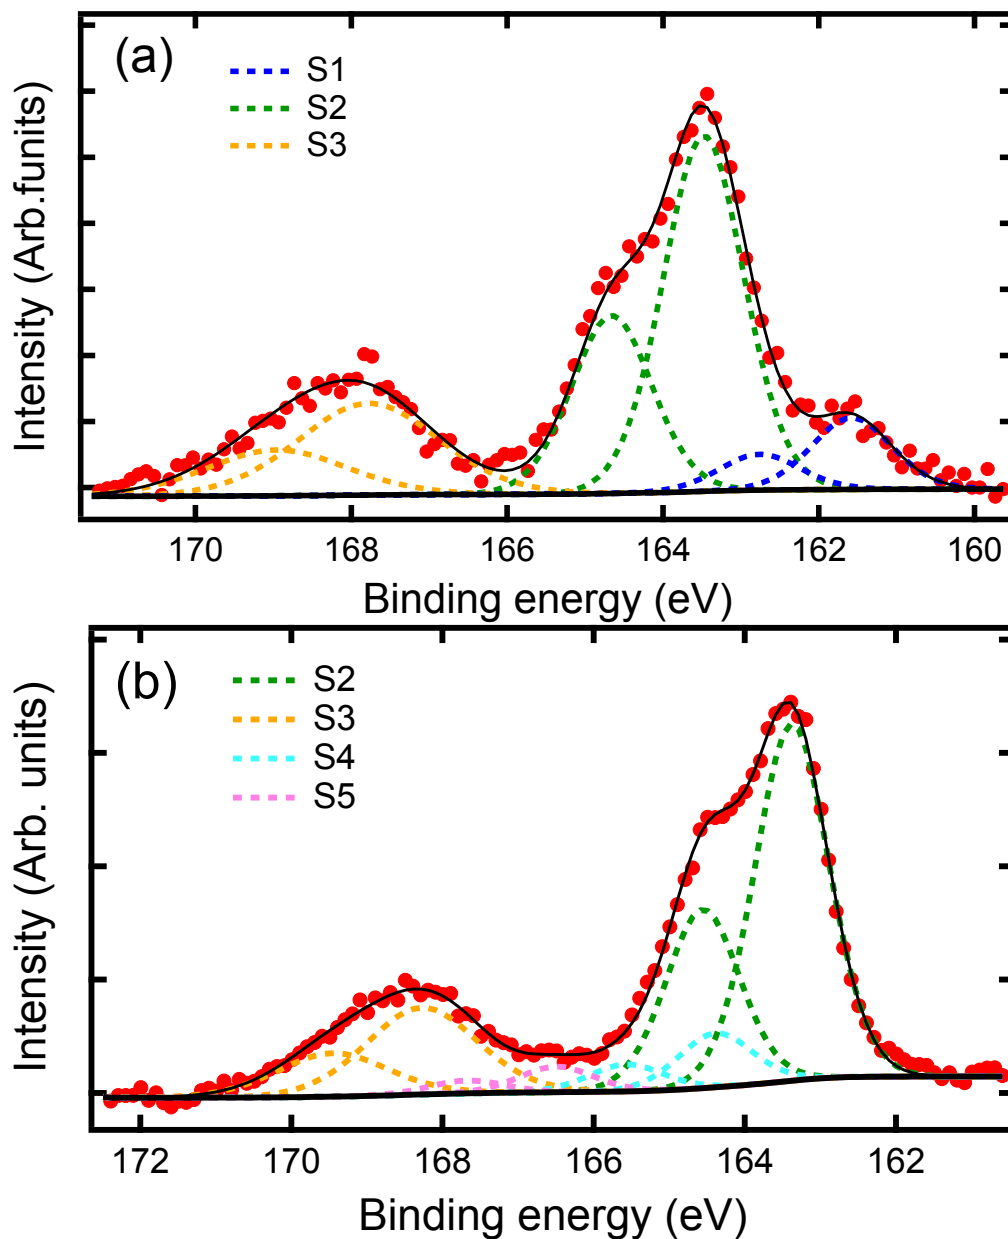 (a)
S1
S2
S3
Intensity (Arb.funits)
170 168 166 164 162 160
Binding energy (eV)
(b)
S2
S3
S4
S5
Intensity (Arb. units)
172 170 168 166 164 162
Binding energy (eV)